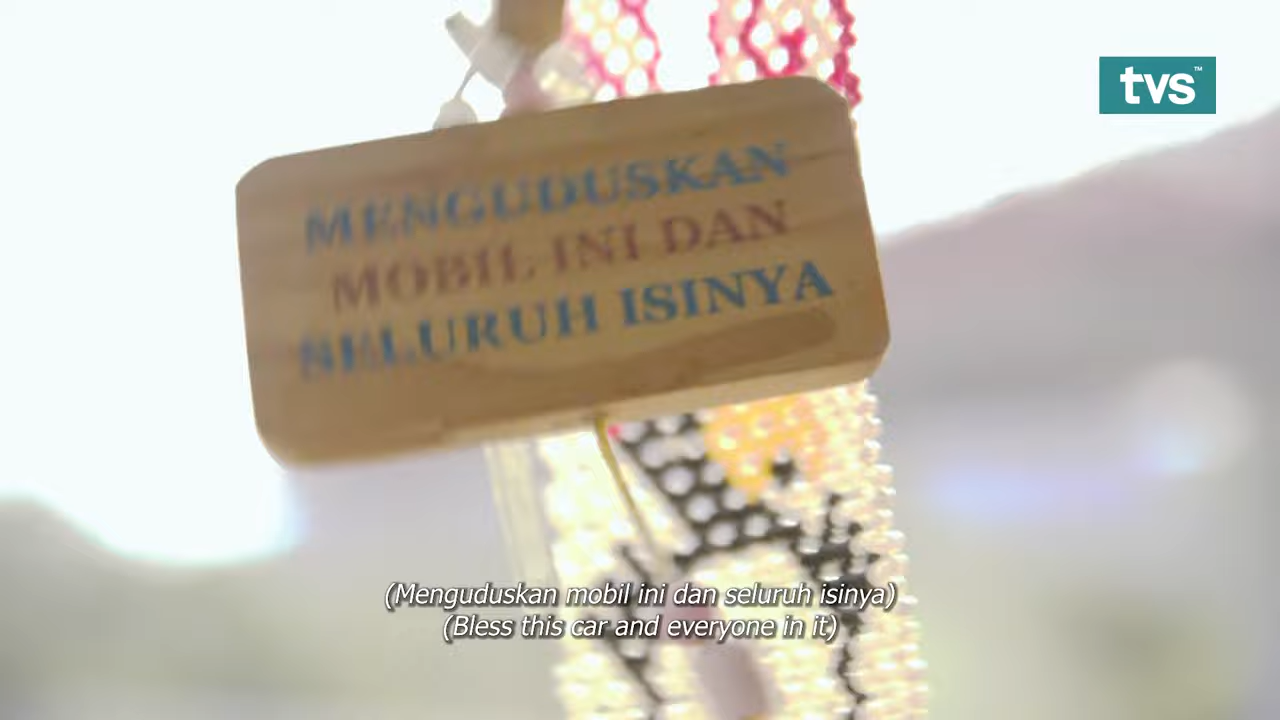 tvs™
MENGUDUSKAN
MOBIL INI DAN
SELURUH ISINYA
(Menguduskan mobil ini dan seluruh isinya)
(Bless this car and everyone in it)